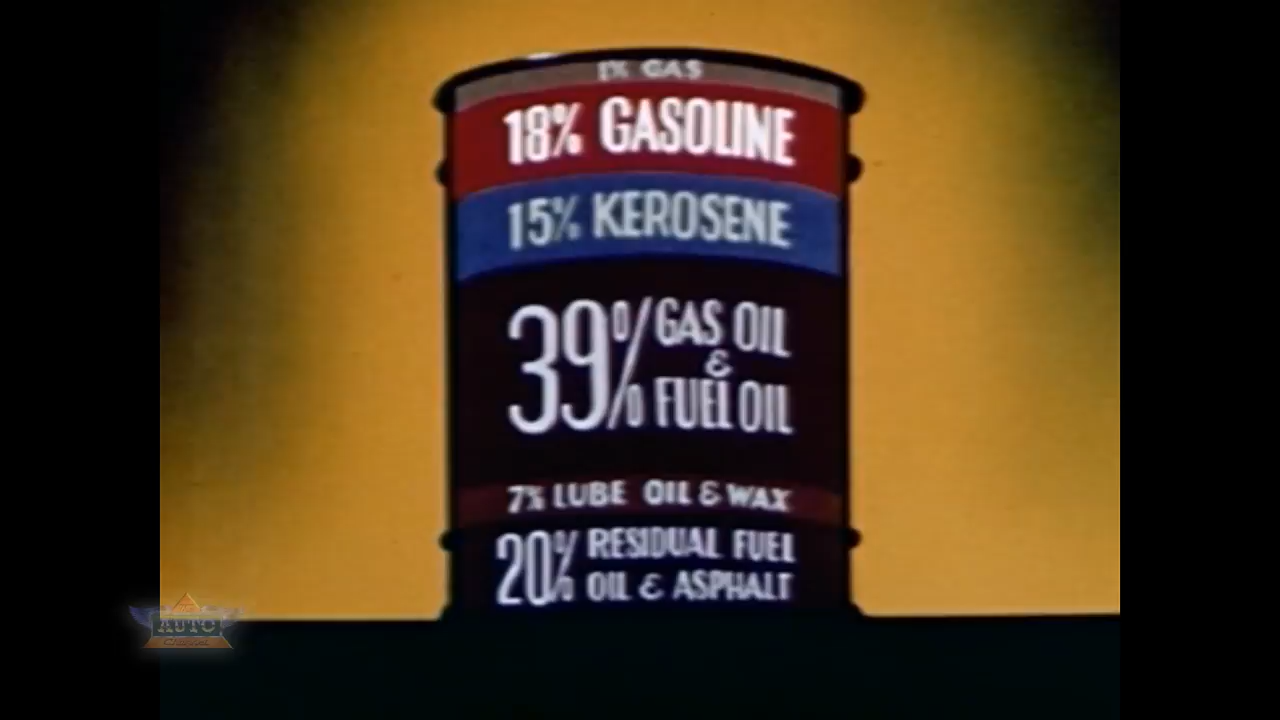 1% GAS
18% GASOLINE
15% KEROSENE
39% GAS OIL
&
FUEL OIL
7% LUBE OIL & WAX
20% RESIDUAL FUEL
OIL & ASPHALT
AUTO